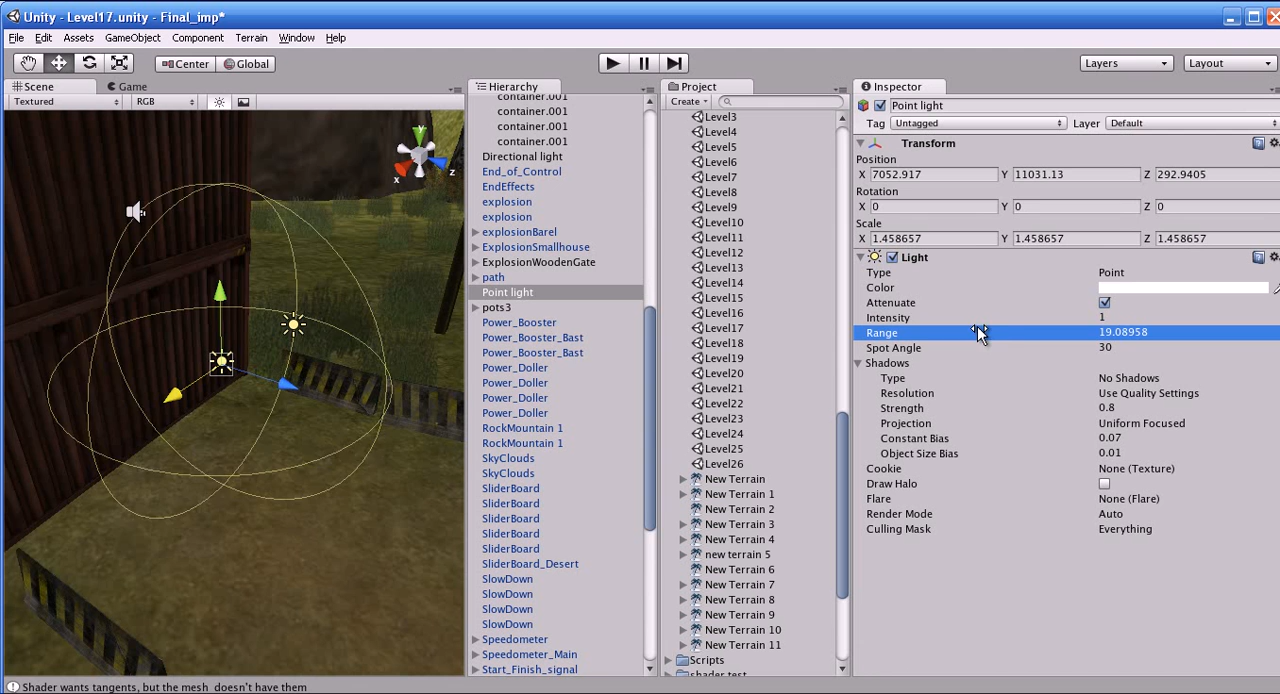 Unity - Level17.unity - Final_imp*
File Edit Assets GameObject Component Terrain Window Help
Center Global Layers Layout
Scene Game
Textured RGB
y
x
z
Hierarchy
container.001
container.001
container.001
container.001
Directional light
End_of_Control
EndEffects
explosion
explosion
explosionBarel
ExplosionSmallhouse
ExplosionWoodenGate
path
Point light
pots3
Power_Booster
Power_Booster_Bast
Power_Booster_Bast
Power_Doller
Power_Doller
Power_Doller
Power_Doller
RockMountain 1
RockMountain 1
SkyClouds
SkyClouds
SliderBoard
SliderBoard
SliderBoard
SliderBoard
SliderBoard
SliderBoard_Desert
SlowDown
SlowDown
SlowDown
SlowDown
Speedometer
Speedometer_Main
Start_Finish_signal
Project
Create
Level3
Level4
Level5
Level6
Level7
Level8
Level9
Level10
Level11
Level12
Level13
Level14
Level15
Level16
Level17
Level18
Level19
Level20
Level21
Level22
Level23
Level24
Level25
Level26
New Terrain
New Terrain 1
New Terrain 2
New Terrain 3
New Terrain 4
new terrain 5
New Terrain 6
New Terrain 7
New Terrain 8
New Terrain 9
New Terrain 10
New Terrain 11
Scripts
shader test
Inspector
Point light
Tag Untagged Layer Default
Transform
Position
X 7052.917 Y 11031.13 Z 292.9405
Rotation
X 0 Y 0 Z 0
Scale
X 1.458657 Y 1.458657 Z 1.458657
Light
Type Point
Color
Attenuate
Intensity 1
Range 19.08958
Spot Angle 30
Shadows
Type No Shadows
Resolution Use Quality Settings
Strength 0.8
Projection Uniform Focused
Constant Bias 0.07
Object Size Bias 0.01
Cookie None (Texture)
Draw Halo
Flare None (Flare)
Render Mode Auto
Culling Mask Everything
Shader wants tangents, but the mesh doesn't have them